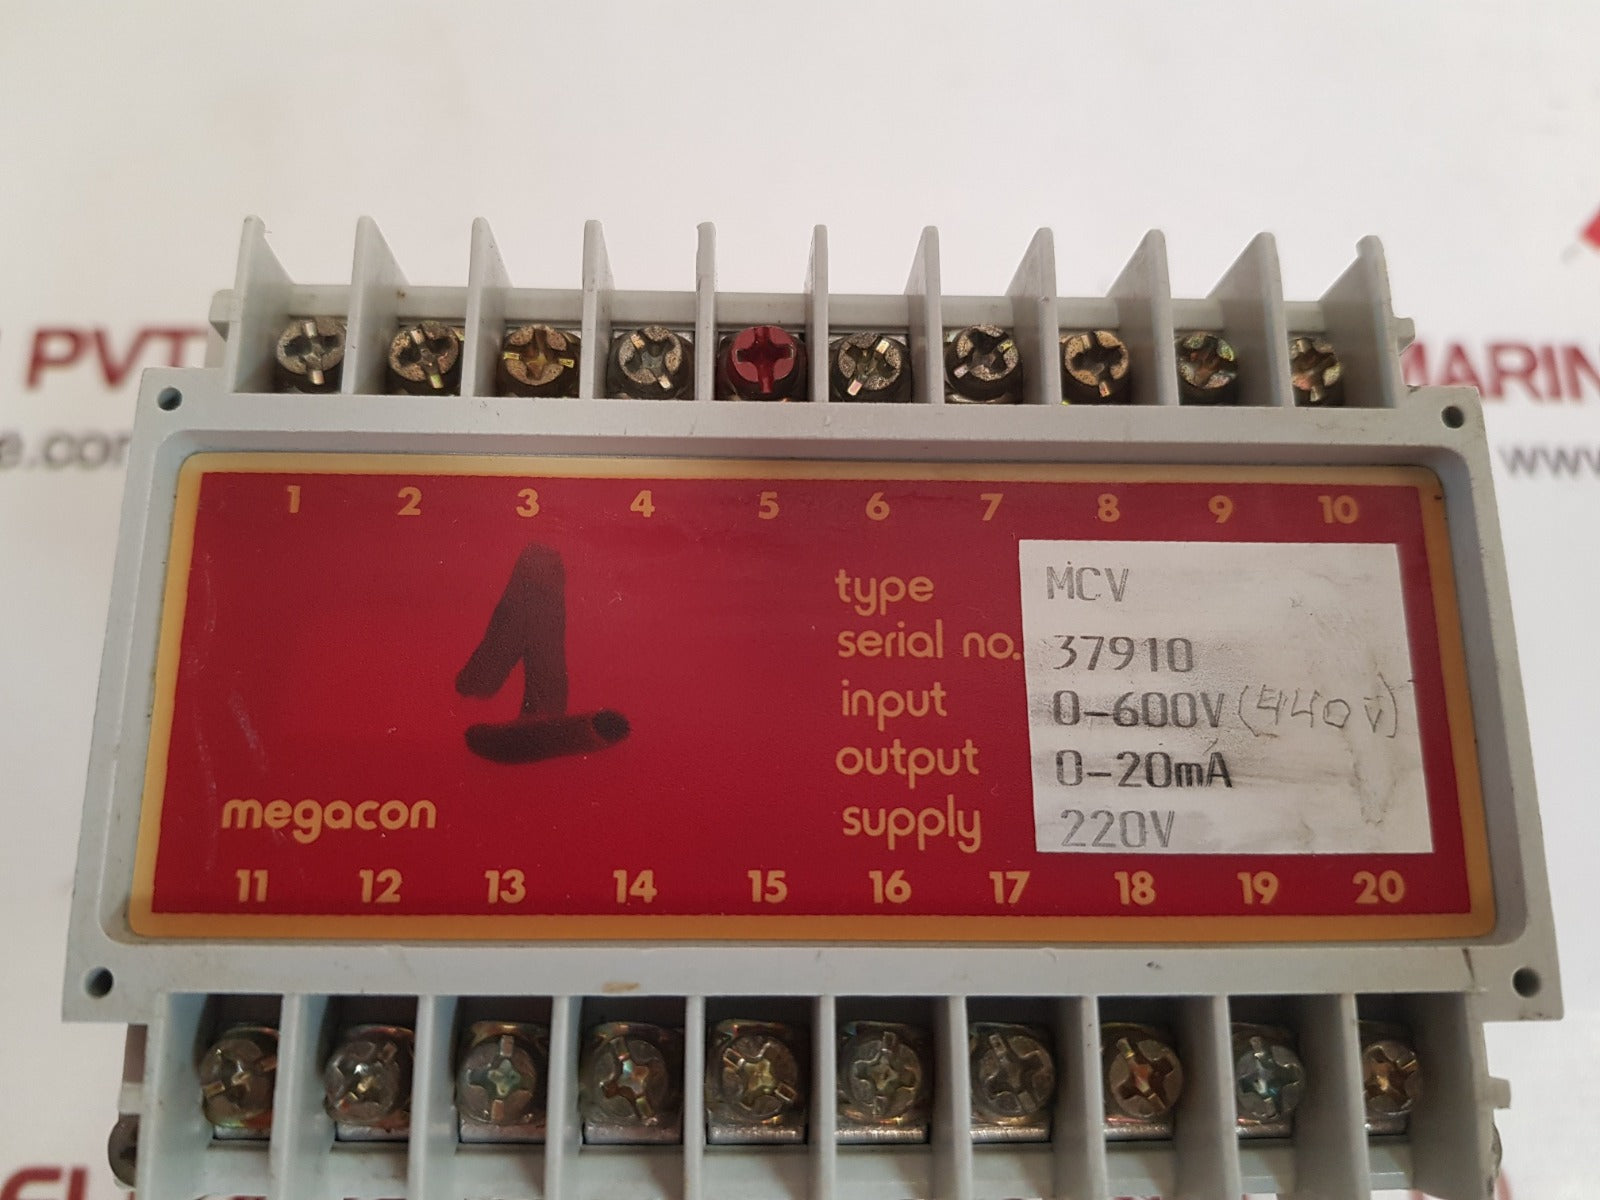 PVT
MARIN
e.com
www
1 2 3 4 5 6 7 8 9 10
type MCV
serial no. 37910
input 0-600V (440V)
output 0-20mA
supply 220V
1
megacon
11 12 13 14 15 16 17 18 19 20